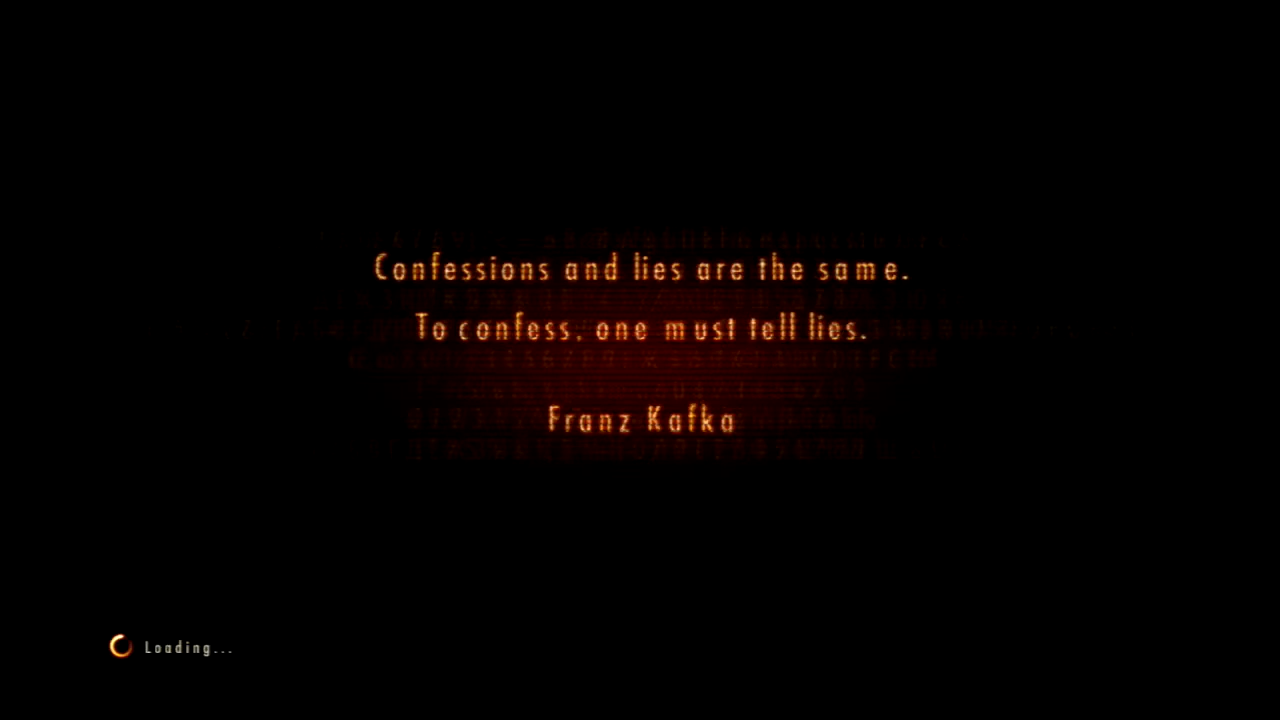 Confessions and lies are the same.
To confess, one must tell lies.
Franz Kafka
Loading...